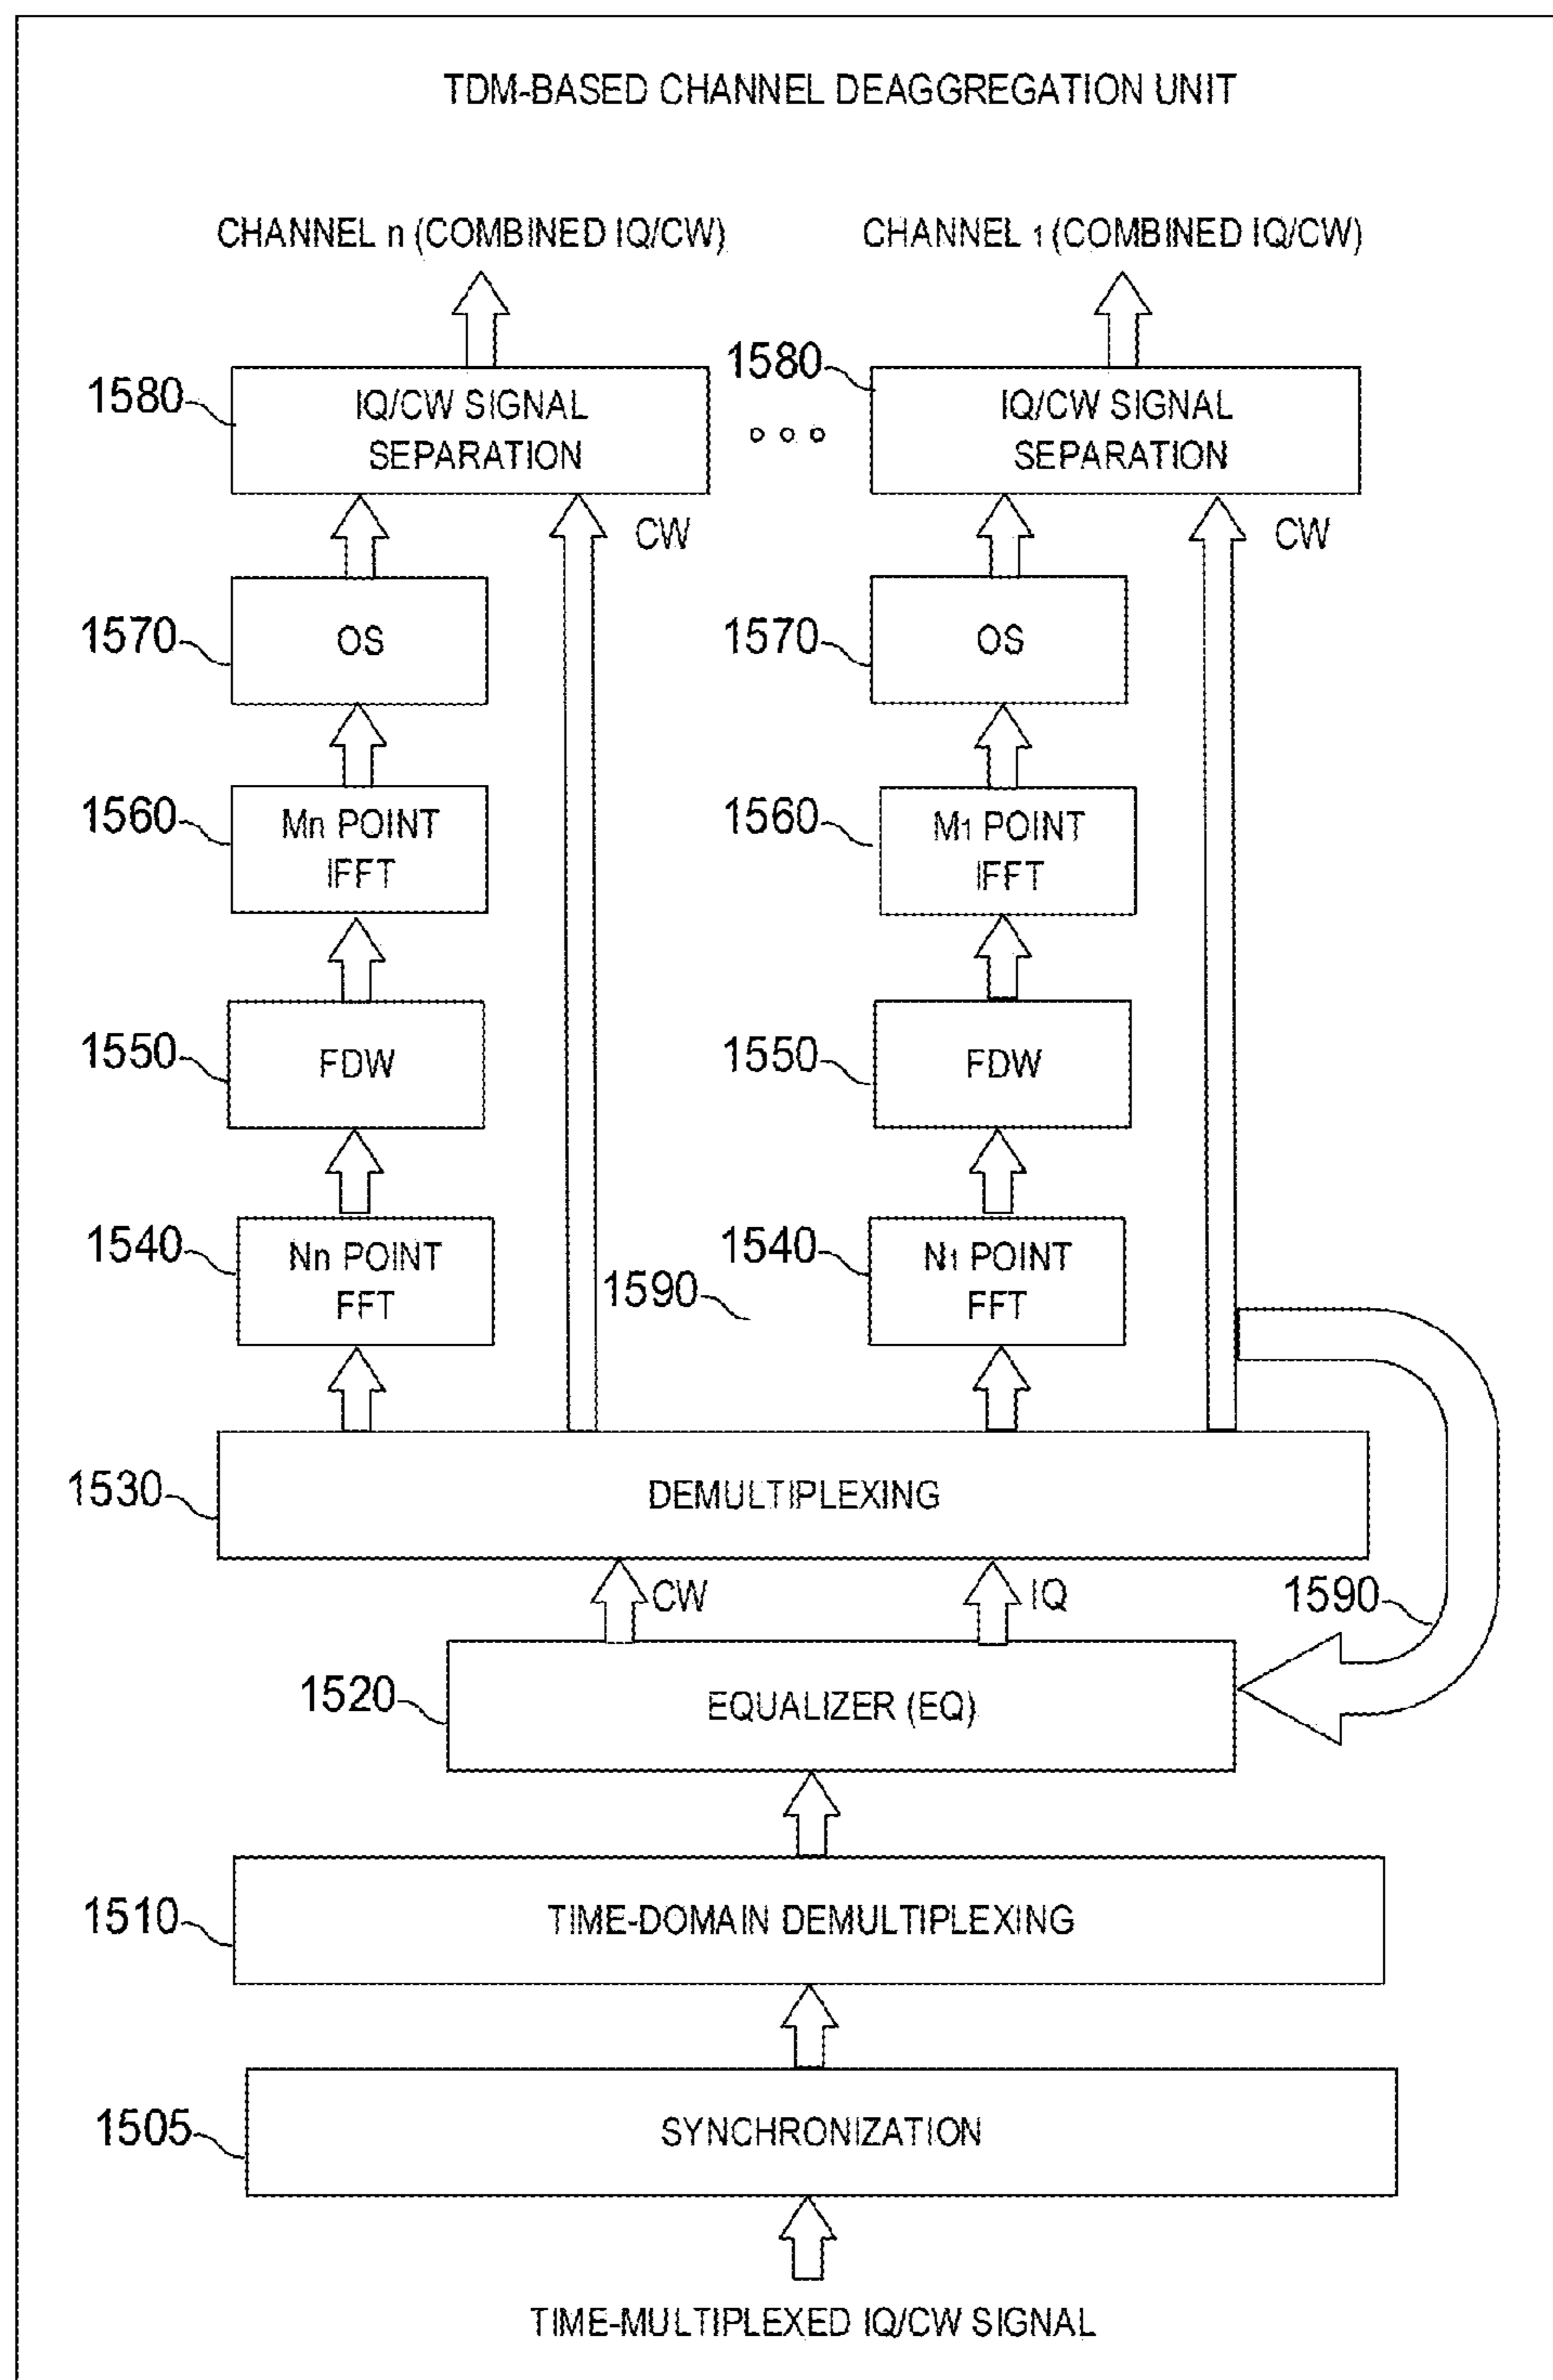 TDM-BASED CHANNEL DEAGGREGATION UNIT
CHANNEL n (COMBINED IQ/CW)
CHANNEL 1 (COMBINED IQ/CW)
1580
IQ/CW SIGNAL
SEPARATION
1580
IQ/CW SIGNAL
SEPARATION
CW
CW
1570
OS
1570
OS
1560
Mn POINT
IFFT
1560
M1 POINT
IFFT
1550
FDW
1550
FDW
1540
Nn POINT
FFT
1590
1540
N1 POINT
FFT
1530
DEMULTIPLEXING
CW
IQ
1590
1520
EQUALIZER (EQ)
1510
TIME-DOMAIN DEMULTIPLEXING
1505
SYNCHRONIZATION
TIME-MULTIPLEXED IQ/CW SIGNAL